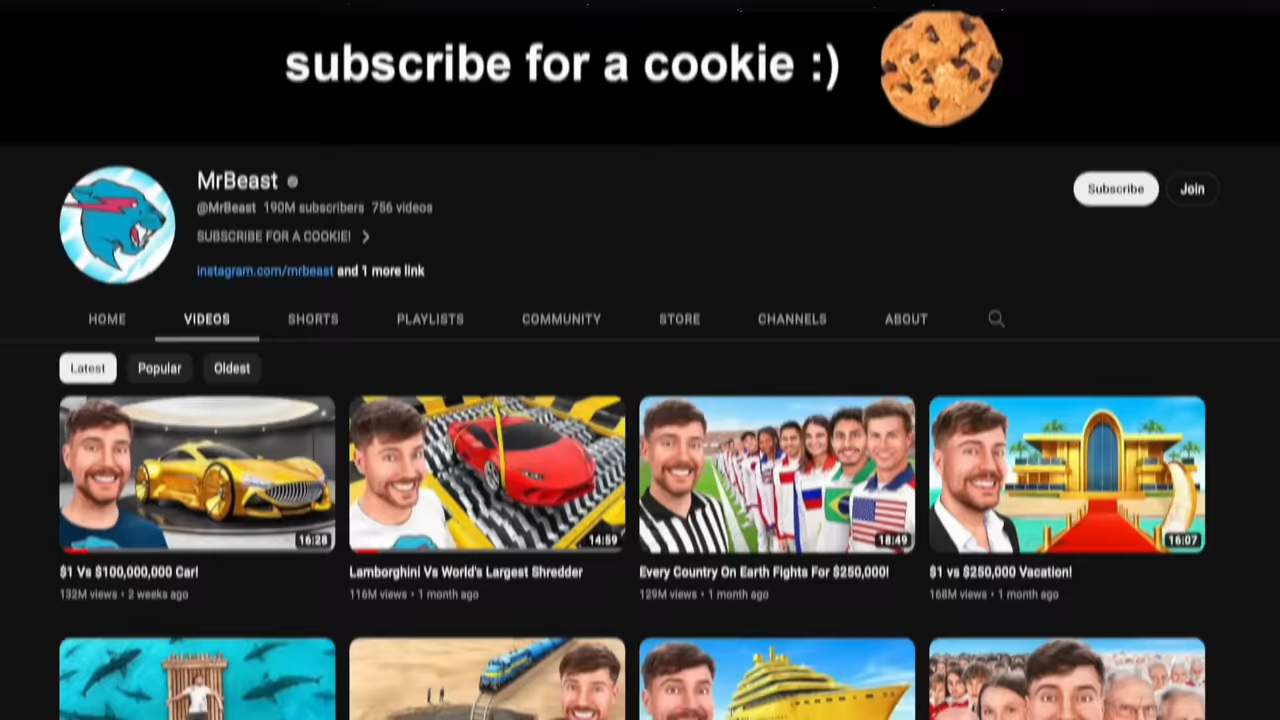 subscribe for a cookie :)
MrBeast
@MrBeast 190M subscribers 756 videos
SUBSCRIBE FOR A COOKIE!
instagram.com/mrbeast and 1 more link
Subscribe Join
HOME VIDEOS SHORTS PLAYLISTS COMMUNITY STORE CHANNELS ABOUT
Latest Popular Oldest
16:28 14:59 18:49 16:07
$1 Vs $100,000,000 Car! Lamborghini Vs World's Largest Shredder Every Country On Earth Fights For $250,000! $1 vs $250,000 Vacation!
132M views • 2 weeks ago 116M views • 1 month ago 129M views • 1 month ago 168M views • 1 month ago